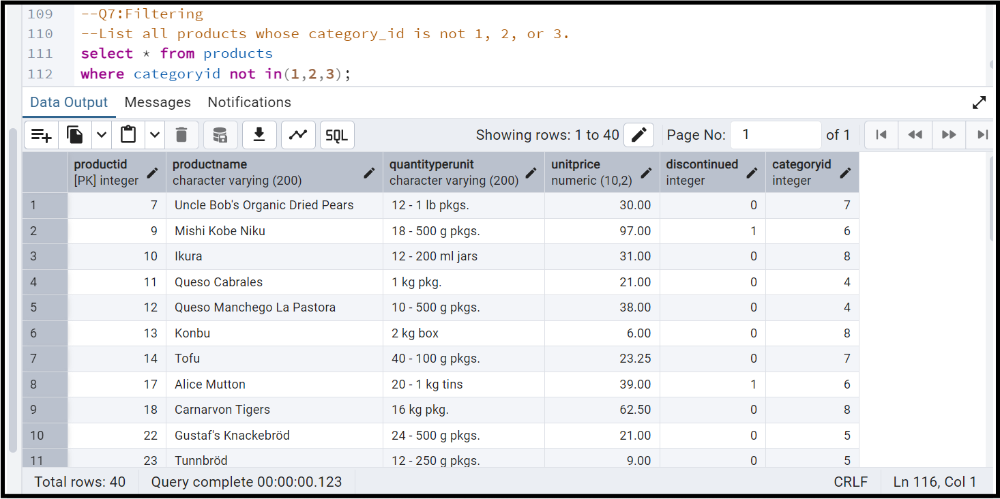 109 --Q7:Filtering
110 --List all products whose category_id is not 1, 2, or 3.
111 select * from products
112 where categoryid not in(1,2,3);
Data Output Messages Notifications
SQL Showing rows: 1 to 40 Page No: 1 of 1
productid productname quantityperunit unitprice discontinued categoryid
[PK] integer character varying (200) character varying (200) numeric (10,2) integer integer
1 7 Uncle Bob's Organic Dried Pears 12 - 1 lb pkgs. 30.00 0 7
2 9 Mishi Kobe Niku 18 - 500 g pkgs. 97.00 1 6
3 10 Ikura 12 - 200 ml jars 31.00 0 8
4 11 Queso Cabrales 1 kg pkg. 21.00 0 4
5 12 Queso Manchego La Pastora 10 - 500 g pkgs. 38.00 0 4
6 13 Konbu 2 kg box 6.00 0 8
7 14 Tofu 40 - 100 g pkgs. 23.25 0 7
8 17 Alice Mutton 20 - 1 kg tins 39.00 1 6
9 18 Carnarvon Tigers 16 kg pkg. 62.50 0 8
10 22 Gustaf's Knackebröd 24 - 500 g pkgs. 21.00 0 5
11 23 Tunnbröd 12 - 250 g pkgs. 9.00 0 5
Total rows: 40 Query complete 00:00:00.123 CRLF Ln 116, Col 1